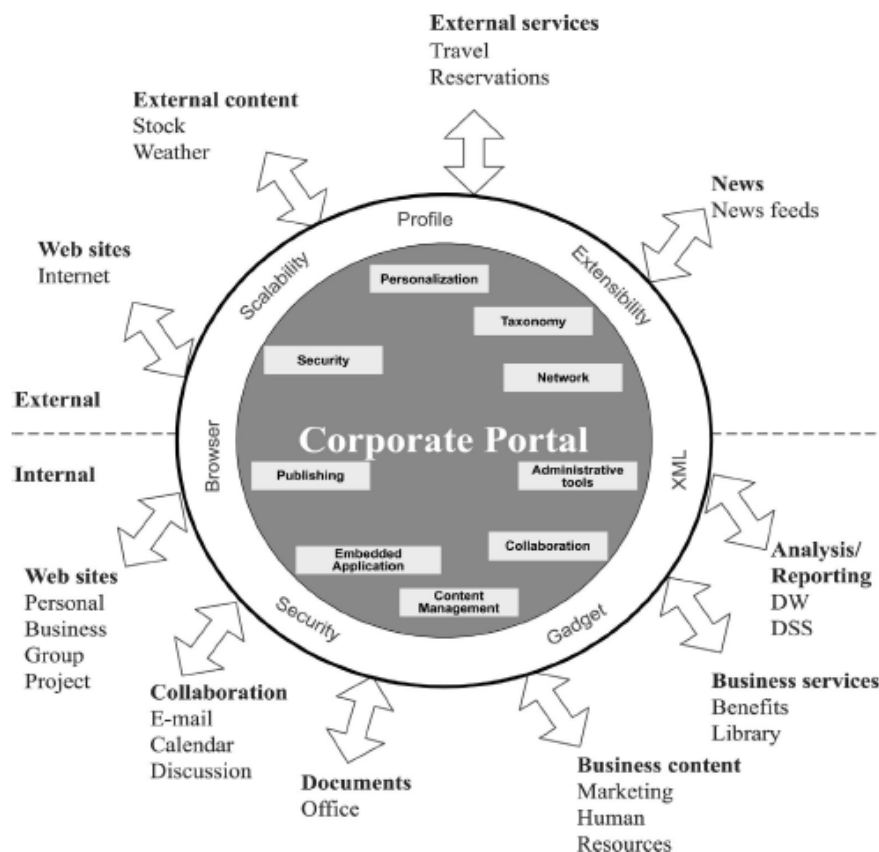 External services
Travel
Reservations
External content
Stock
Weather
News
News feeds
Web sites
Internet
Profile
Scalability
Extensibility
Personalization
Taxonomy
Security
Network
External
Corporate Portal
Internal
Browser
XML
Publishing
Administrative
tools
Embedded
Application
Collaboration
Content
Management
Security
Gadget
Web sites
Personal
Business
Group
Project
Collaboration
E-mail
Calendar
Discussion
Documents
Office
Business content
Marketing
Human
Resources
Business services
Benefits
Library
Analysis/
Reporting
DW
DSS